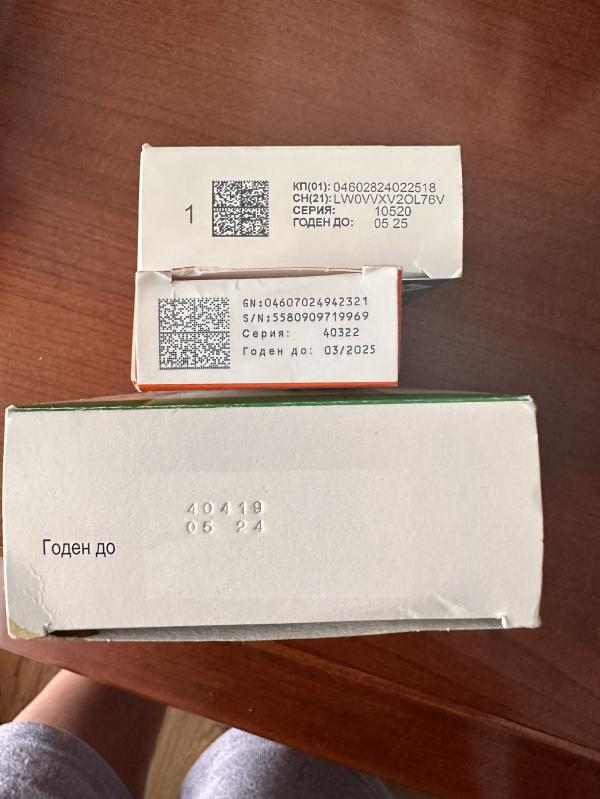 1
КП(01): 04602824022518
СН(21): LW0VVXV2OL76V
СЕРИЯ: 10520
ГОДЕН ДО: 05 25
GN:04607024942321
S/N:5580909719969
Серия: 40322
Годен до: 03/2025
40419
05 24
Годен до